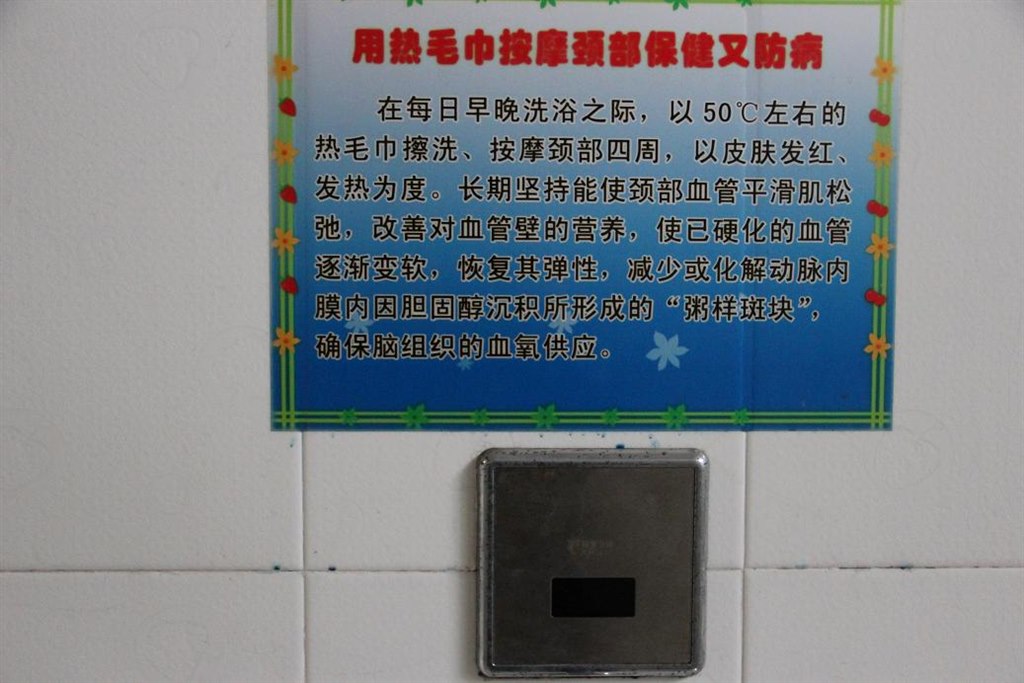 用热毛巾按摩颈部保健又防病
在每日早晚洗浴之际，以50℃左右的
热毛巾擦洗、按摩颈部四周，以皮肤发红、
发热为度。长期坚持能使颈部血管平滑肌松
弛，改善对血管壁的营养，使已硬化的血管
逐渐变软，恢复其弹性，减少或化解动脉内
膜内因胆固醇沉积所形成的“粥样斑块”，
确保脑组织的血氧供应。